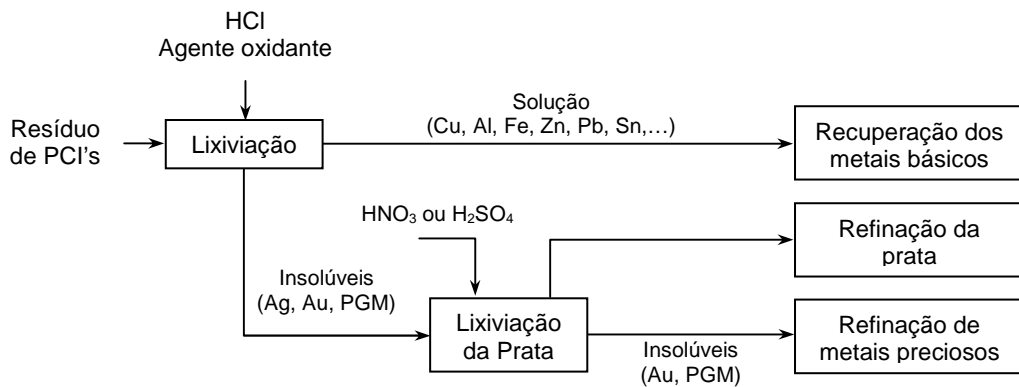 HCl
Agente oxidante
Resíduo
de PCI’s
Lixiviação
Solução
(Cu, Al, Fe, Zn, Pb, Sn,…)
Recuperação dos
metais básicos
HNO₃ ou H₂SO₄
Refinação da
prata
Insolúveis
(Ag, Au, PGM)
Lixiviação
da Prata
Insolúveis
(Au, PGM)
Refinação de
metais preciosos